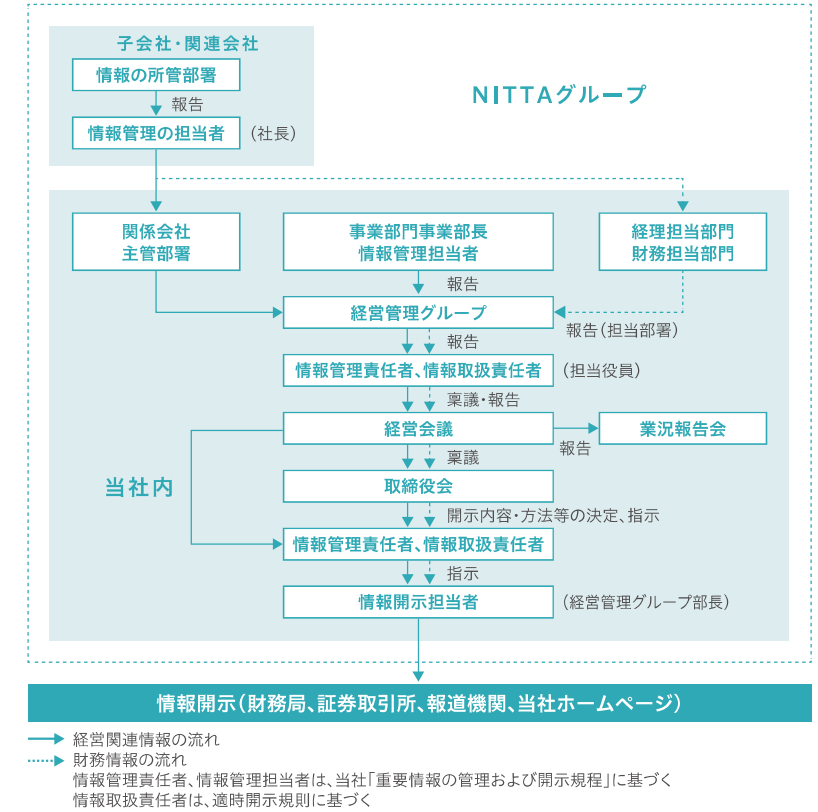 子会社・関連会社
情報の所管部署
報告
情報管理の担当者
(社長)
NITTAグループ
関係会社
主管部署
事業部門事業部長
情報管理担当者
経理担当部門
財務担当部門
報告
経営管理グループ
報告(担当部署)
報告
情報管理責任者、情報取扱責任者
(担当役員)
稟議・報告
経営会議
報告
業況報告会
稟議
当社内
取締役会
開示内容・方法等の決定、指示
情報管理責任者、情報取扱責任者
指示
情報開示担当者
(経営管理グループ部長)
情報開示(財務局、証券取引所、報道機関、当社ホームページ)
経営関連情報の流れ
財務情報の流れ
情報管理責任者、情報管理担当者は、当社「重要情報の管理および開示規程」に基づく
情報取扱責任者は、適時開示規則に基づく